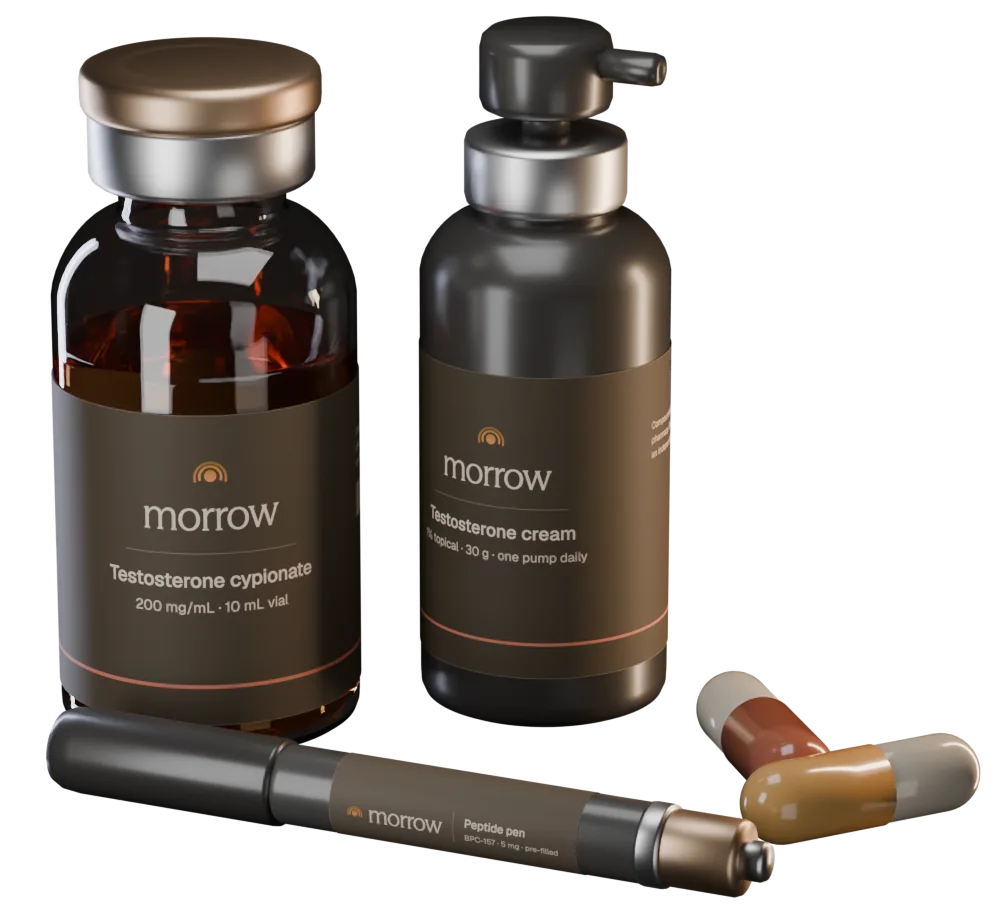 morrow
Testosterone cypionate
200 mg/mL · 10 mL vial
morrow
Testosterone cream
% topical · 30 g · one pump daily
morrow
Peptide pen
BPC-157 · 5 mg · pre-filled